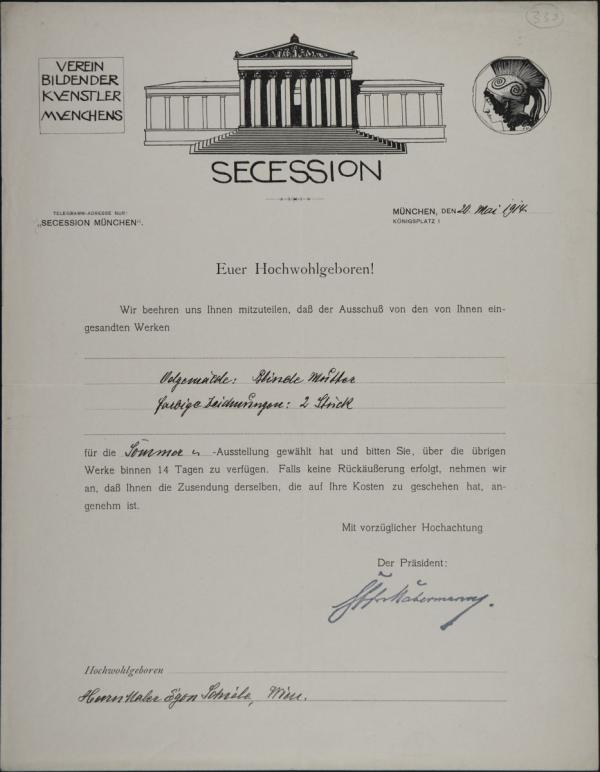 332
VEREIN
BILDENDER
KVENSTLER
MVENCHENS
SECESSION
TELEGRAMM-ADRESSE NUR:
„SECESSION MÜNCHEN“.
MÜNCHEN, DEN 20. Mai 1914.
KÖNIGSPLATZ 1
Euer Hochwohlgeboren!
Wir beehren uns Ihnen mitzuteilen, daß der Ausschuß von den von Ihnen ein-
gesandten Werken
Oelgemälde: Blinde Mutter
farbige Zeichnungen: 2 Stück
für die Sommer -Ausstellung gewählt hat und bitten Sie, über die übrigen
Werke binnen 14 Tagen zu verfügen. Falls keine Rückäußerung erfolgt, nehmen wir
an, daß Ihnen die Zusendung derselben, die auf Ihre Kosten zu geschehen hat, an-
genehm ist.
Mit vorzüglicher Hochachtung
Der Präsident:
Habermann.
Hochwohlgeboren
Herrn Maler Egon Schiele, Wien.